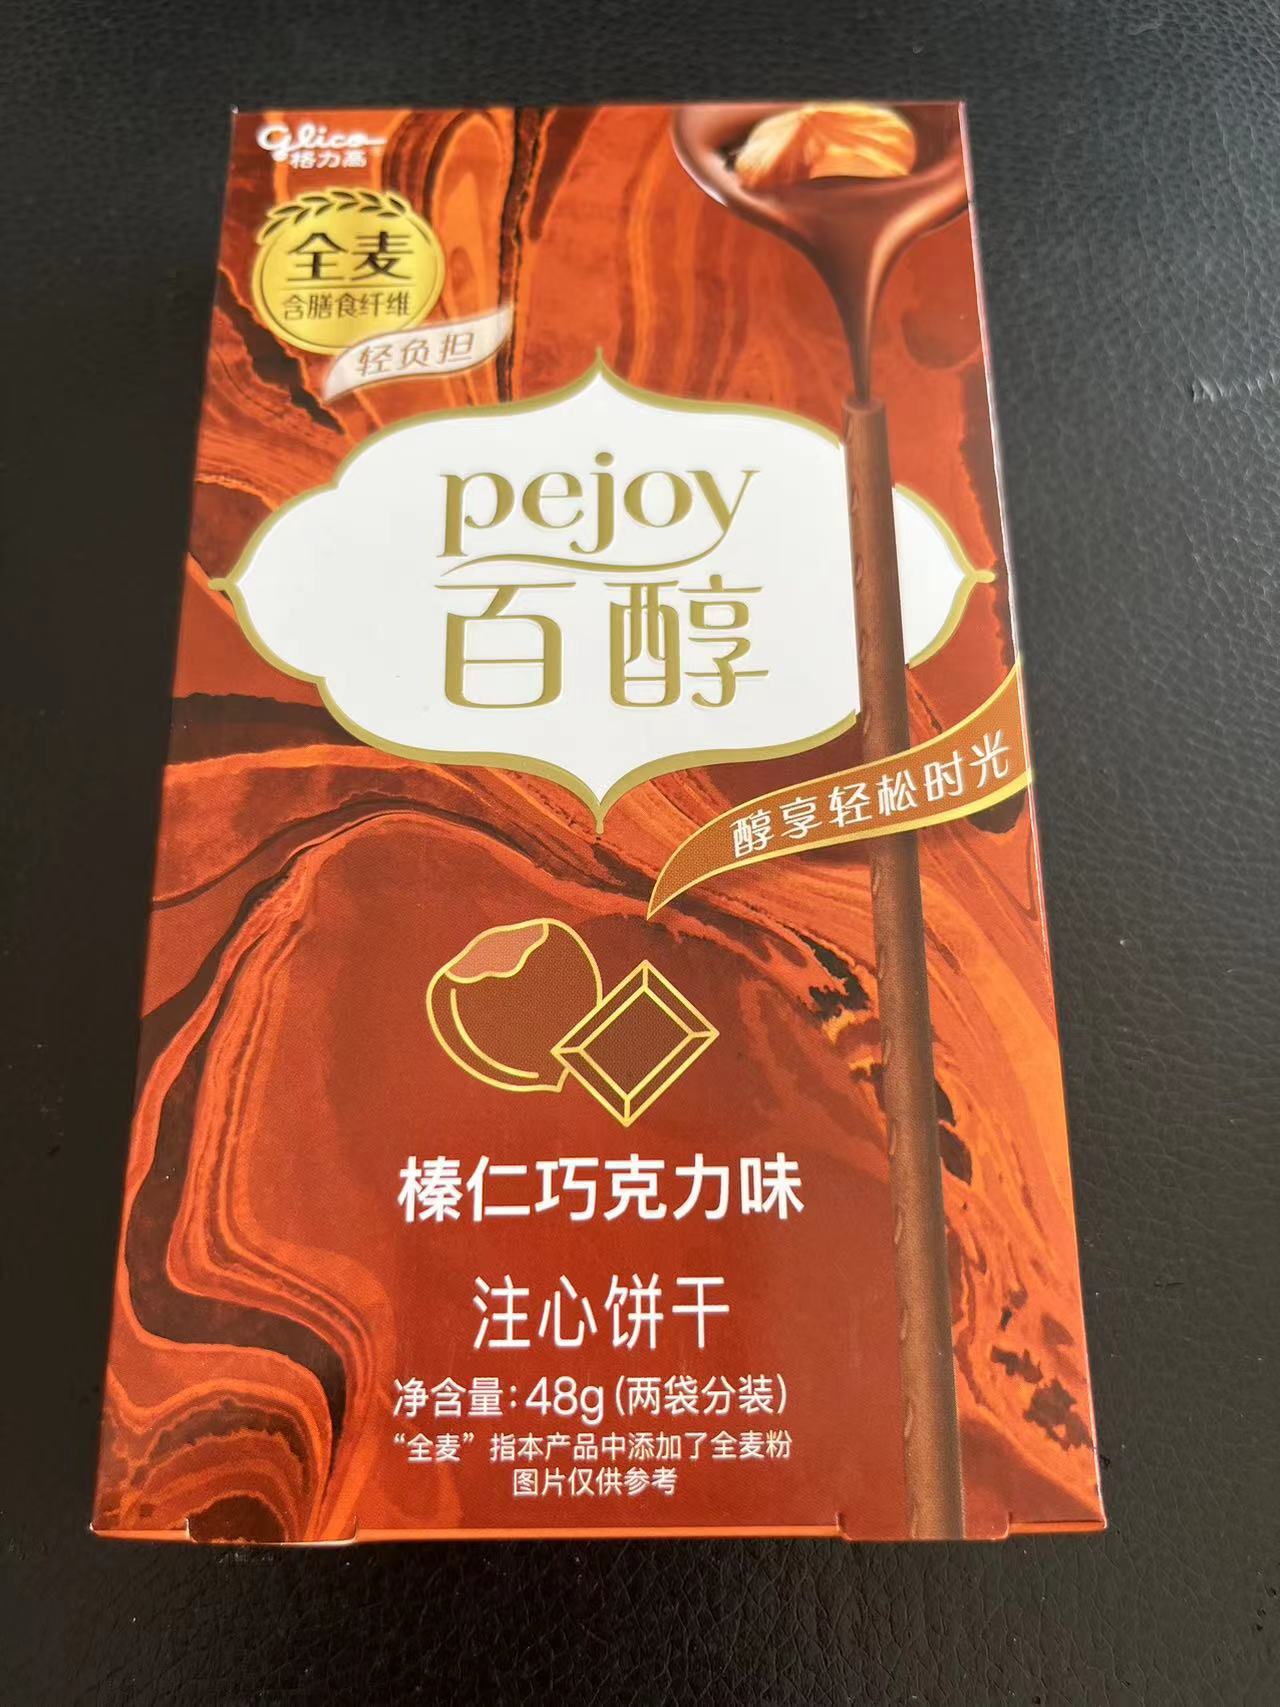 Glico
格力高
全麦
含膳食纤维
轻负担
pejoy
百醇
醇享轻松时光
榛仁巧克力味
注心饼干
净含量:48g(两袋分装)
“全麦”指本产品中添加了全麦粉
图片仅供参考